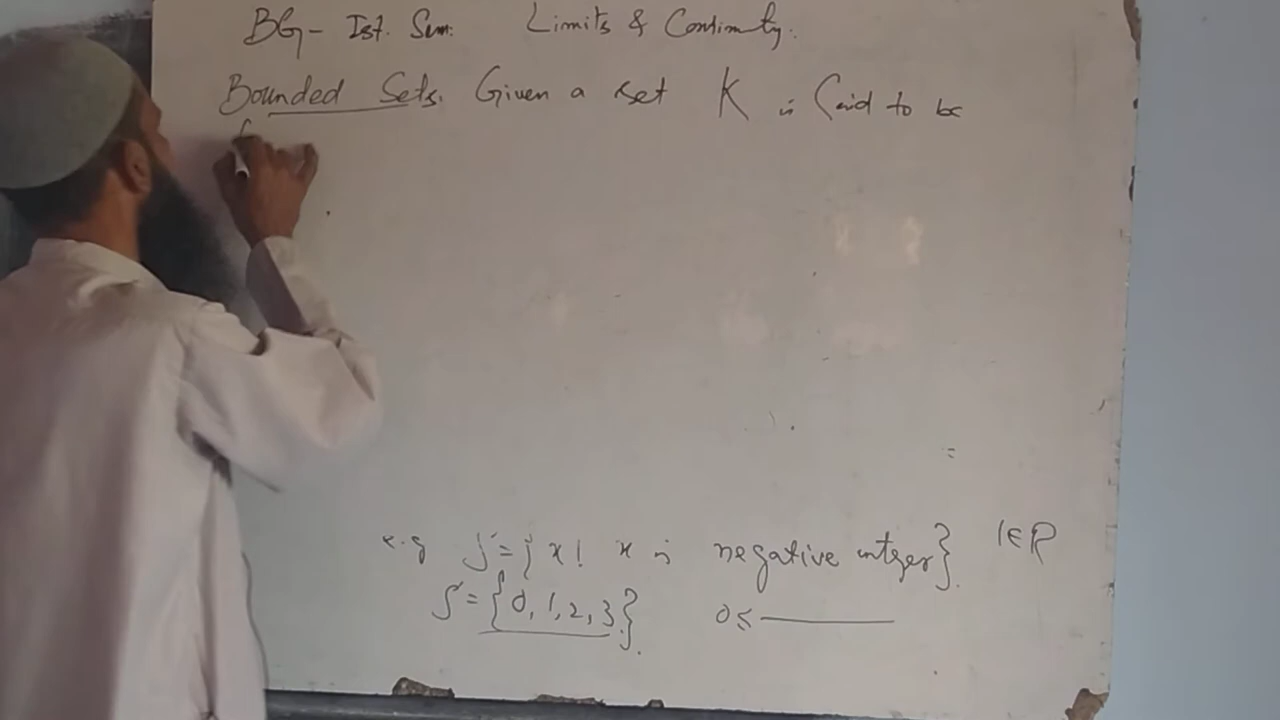 BG - Ist. Sem. Limits & Continuity.
Bounded Sets. Given a set K is said to be
e.g S = { x | x is negative integer}. 1 ∈ R
S = {0, 1, 2, 3}. 0 ≤